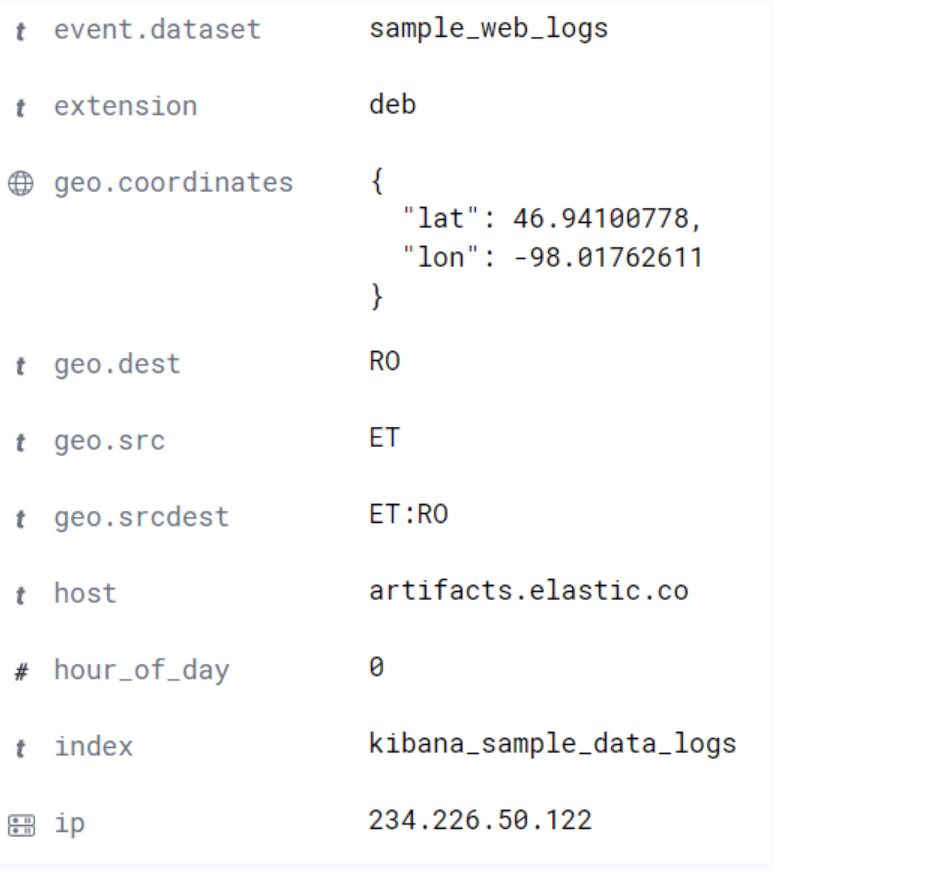 t event.dataset sample_web_logs
t extension deb
geo.coordinates {
"lat": 46.94100778,
"lon": -98.01762611
}
t geo.dest RO
t geo.src ET
t geo.srcdest ET:RO
t host artifacts.elastic.co
# hour_of_day 0
t index kibana_sample_data_logs
ip 234.226.50.122